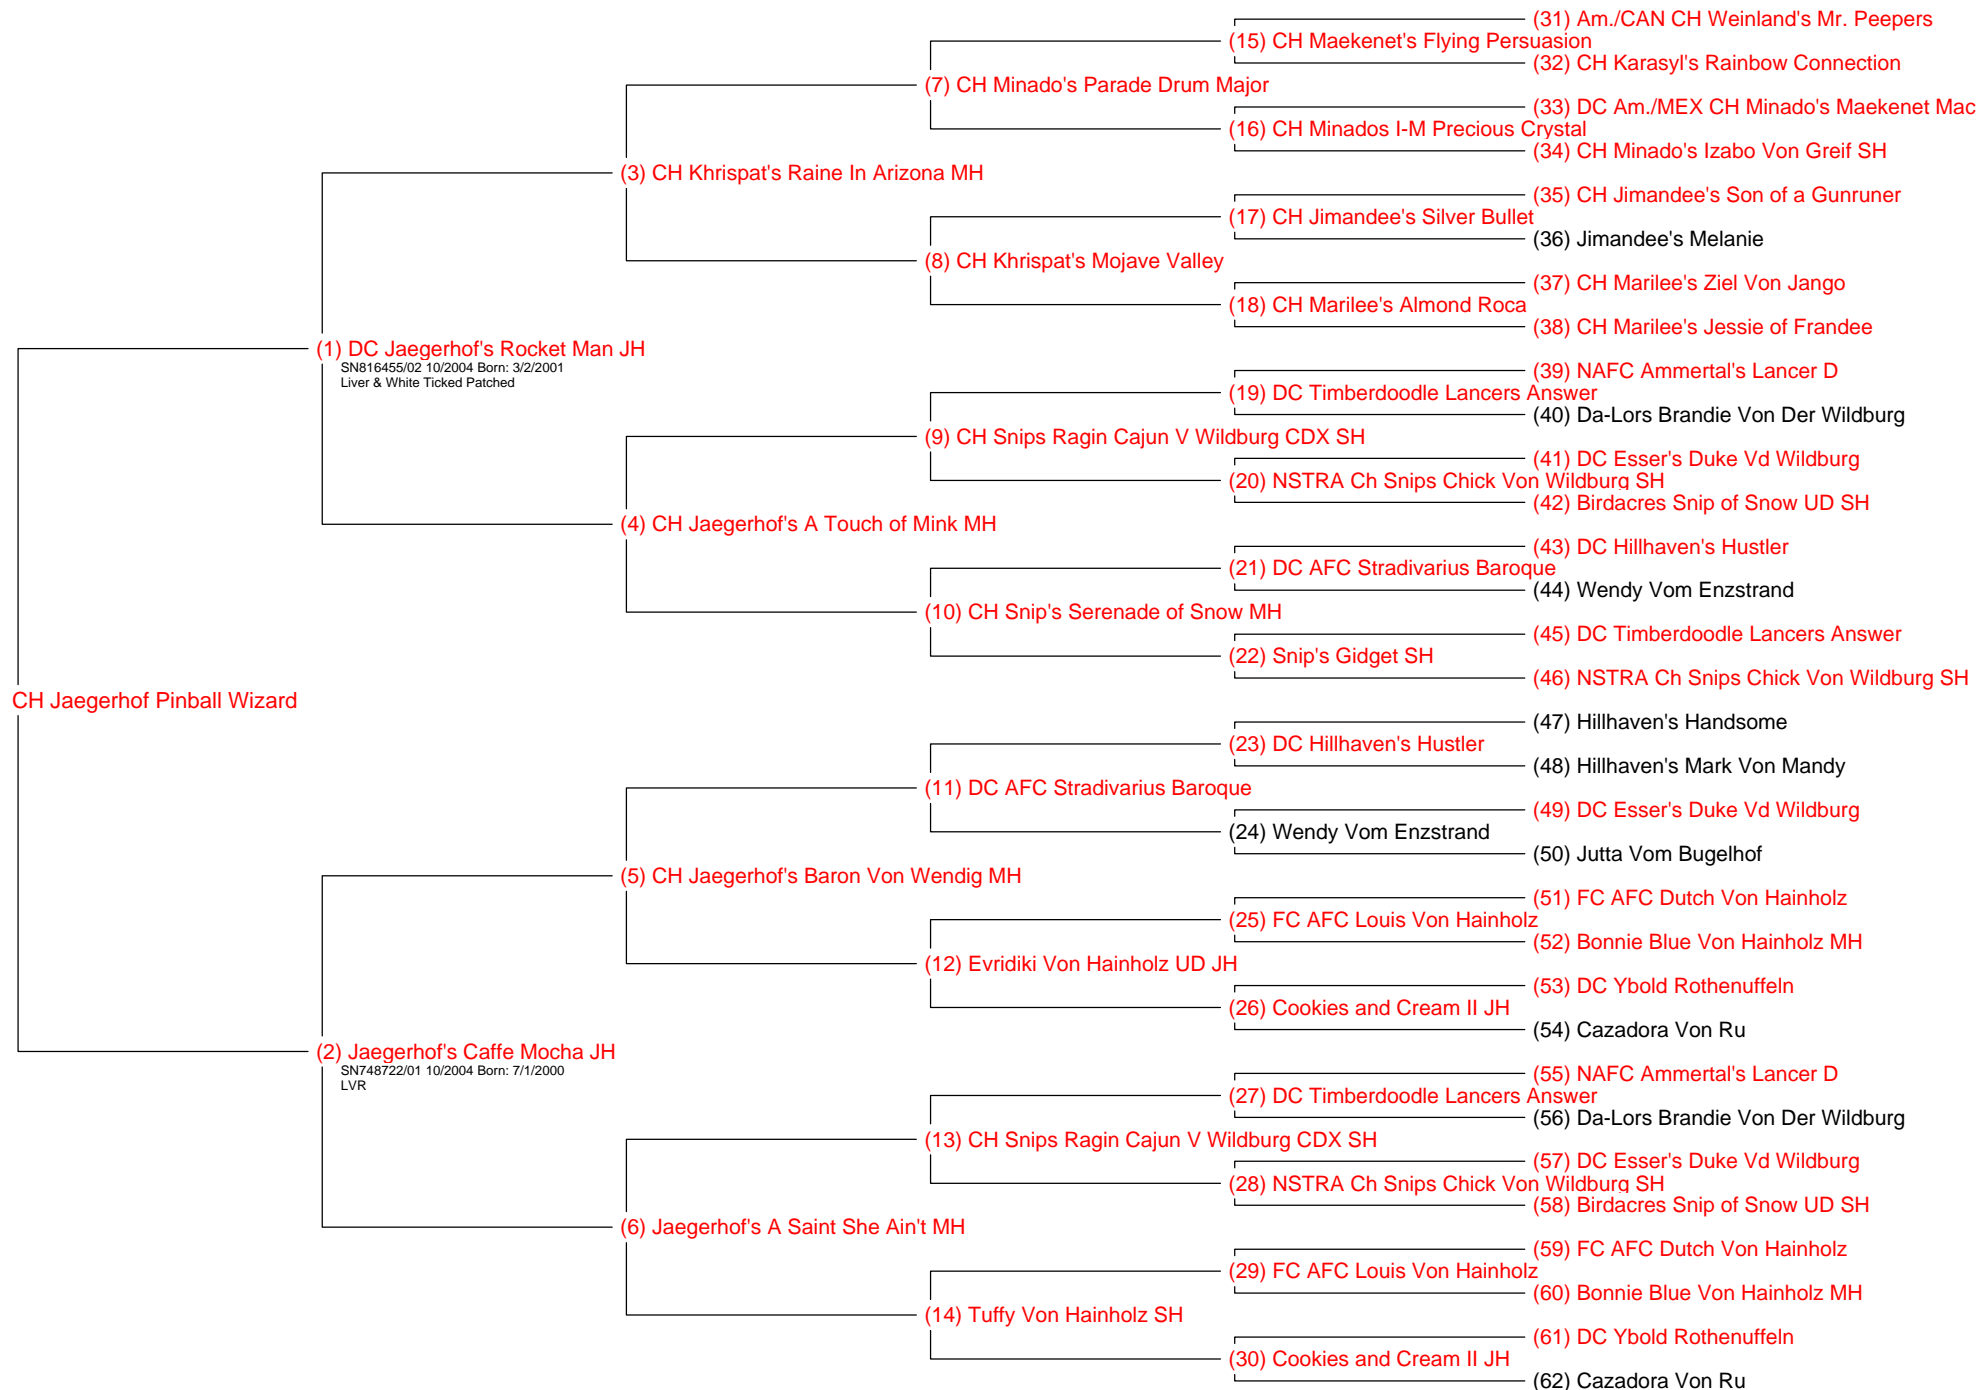 (31) Am./CAN CH Weinland's Mr. Peepers
(15) CH Maekenet's Flying Persuasion
(32) CH Karasyl's Rainbow Connection
(7) CH Minado's Parade Drum Major
(33) DC Am./MEX CH Minado's Maekenet Mac
(16) CH Minados I-M Precious Crystal
(34) CH Minado's Izabo Von Greif SH
(3) CH Khrispat's Raine In Arizona MH
(35) CH Jimandee's Son of a Gunruner
(17) CH Jimandee's Silver Bullet
(36) Jimandee's Melanie
(8) CH Khrispat's Mojave Valley
(37) CH Marilee's Ziel Von Jango
(18) CH Marilee's Almond Roca
(38) CH Marilee's Jessie of Frandee
(1) DC Jaegerhof's Rocket Man JH
SN816455/02 10/2004 Born: 3/2/2001
Liver & White Ticked Patched
(39) NAFC Ammertal's Lancer D
(19) DC Timberdoodle Lancers Answer
(40) Da-Lors Brandie Von Der Wildburg
(9) CH Snips Ragin Cajun V Wildburg CDX SH
(41) DC Esser's Duke Vd Wildburg
(20) NSTRA Ch Snips Chick Von Wildburg SH
(42) Birdacres Snip of Snow UD SH
(4) CH Jaegerhof's A Touch of Mink MH
(43) DC Hillhaven's Hustler
(21) DC AFC Stradivarius Baroque
(44) Wendy Vom Enzstrand
(10) CH Snip's Serenade of Snow MH
(45) DC Timberdoodle Lancers Answer
(22) Snip's Gidget SH
(46) NSTRA Ch Snips Chick Von Wildburg SH
CH Jaegerhof Pinball Wizard
(47) Hillhaven's Handsome
(23) DC Hillhaven's Hustler
(48) Hillhaven's Mark Von Mandy
(11) DC AFC Stradivarius Baroque
(49) DC Esser's Duke Vd Wildburg
(24) Wendy Vom Enzstrand
(50) Jutta Vom Bugelhof
(5) CH Jaegerhof's Baron Von Wendig MH
(51) FC AFC Dutch Von Hainholz
(25) FC AFC Louis Von Hainholz
(52) Bonnie Blue Von Hainholz MH
(12) Evridiki Von Hainholz UD JH
(53) DC Ybold Rothenuffeln
(26) Cookies and Cream II JH
(54) Cazadora Von Ru
(2) Jaegerhof's Caffe Mocha JH
SN748722/01 10/2004 Born: 7/1/2000
LVR
(55) NAFC Ammertal's Lancer D
(27) DC Timberdoodle Lancers Answer
(56) Da-Lors Brandie Von Der Wildburg
(13) CH Snips Ragin Cajun V Wildburg CDX SH
(57) DC Esser's Duke Vd Wildburg
(28) NSTRA Ch Snips Chick Von Wildburg SH
(58) Birdacres Snip of Snow UD SH
(6) Jaegerhof's A Saint She Ain't MH
(59) FC AFC Dutch Von Hainholz
(29) FC AFC Louis Von Hainholz
(60) Bonnie Blue Von Hainholz MH
(14) Tuffy Von Hainholz SH
(61) DC Ybold Rothenuffeln
(30) Cookies and Cream II JH
(62) Cazadora Von Ru